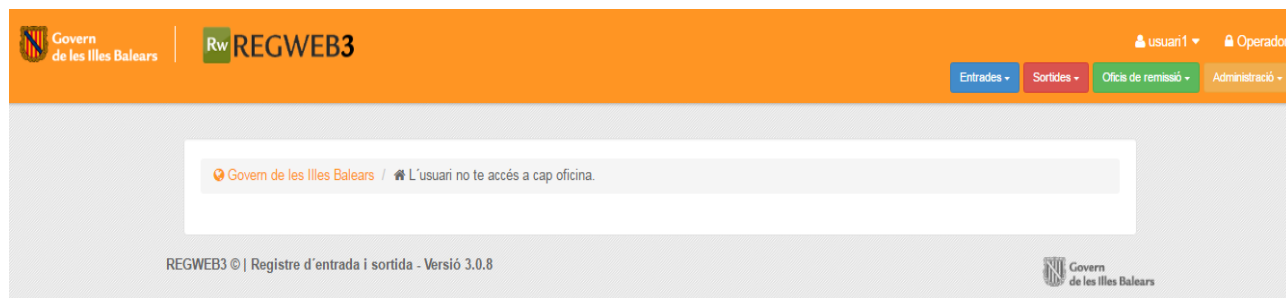 Govern
de les Illes Balears
Rw REGWEB3
usuari1
Operador
Entrades
Sortides
Oficis de remissió
Administració
Govern de les Illes Balears / L´usuari no te accés a cap oficina.
REGWEB3 © | Registre d´entrada i sortida - Versió 3.0.8
Govern
de les Illes Balears